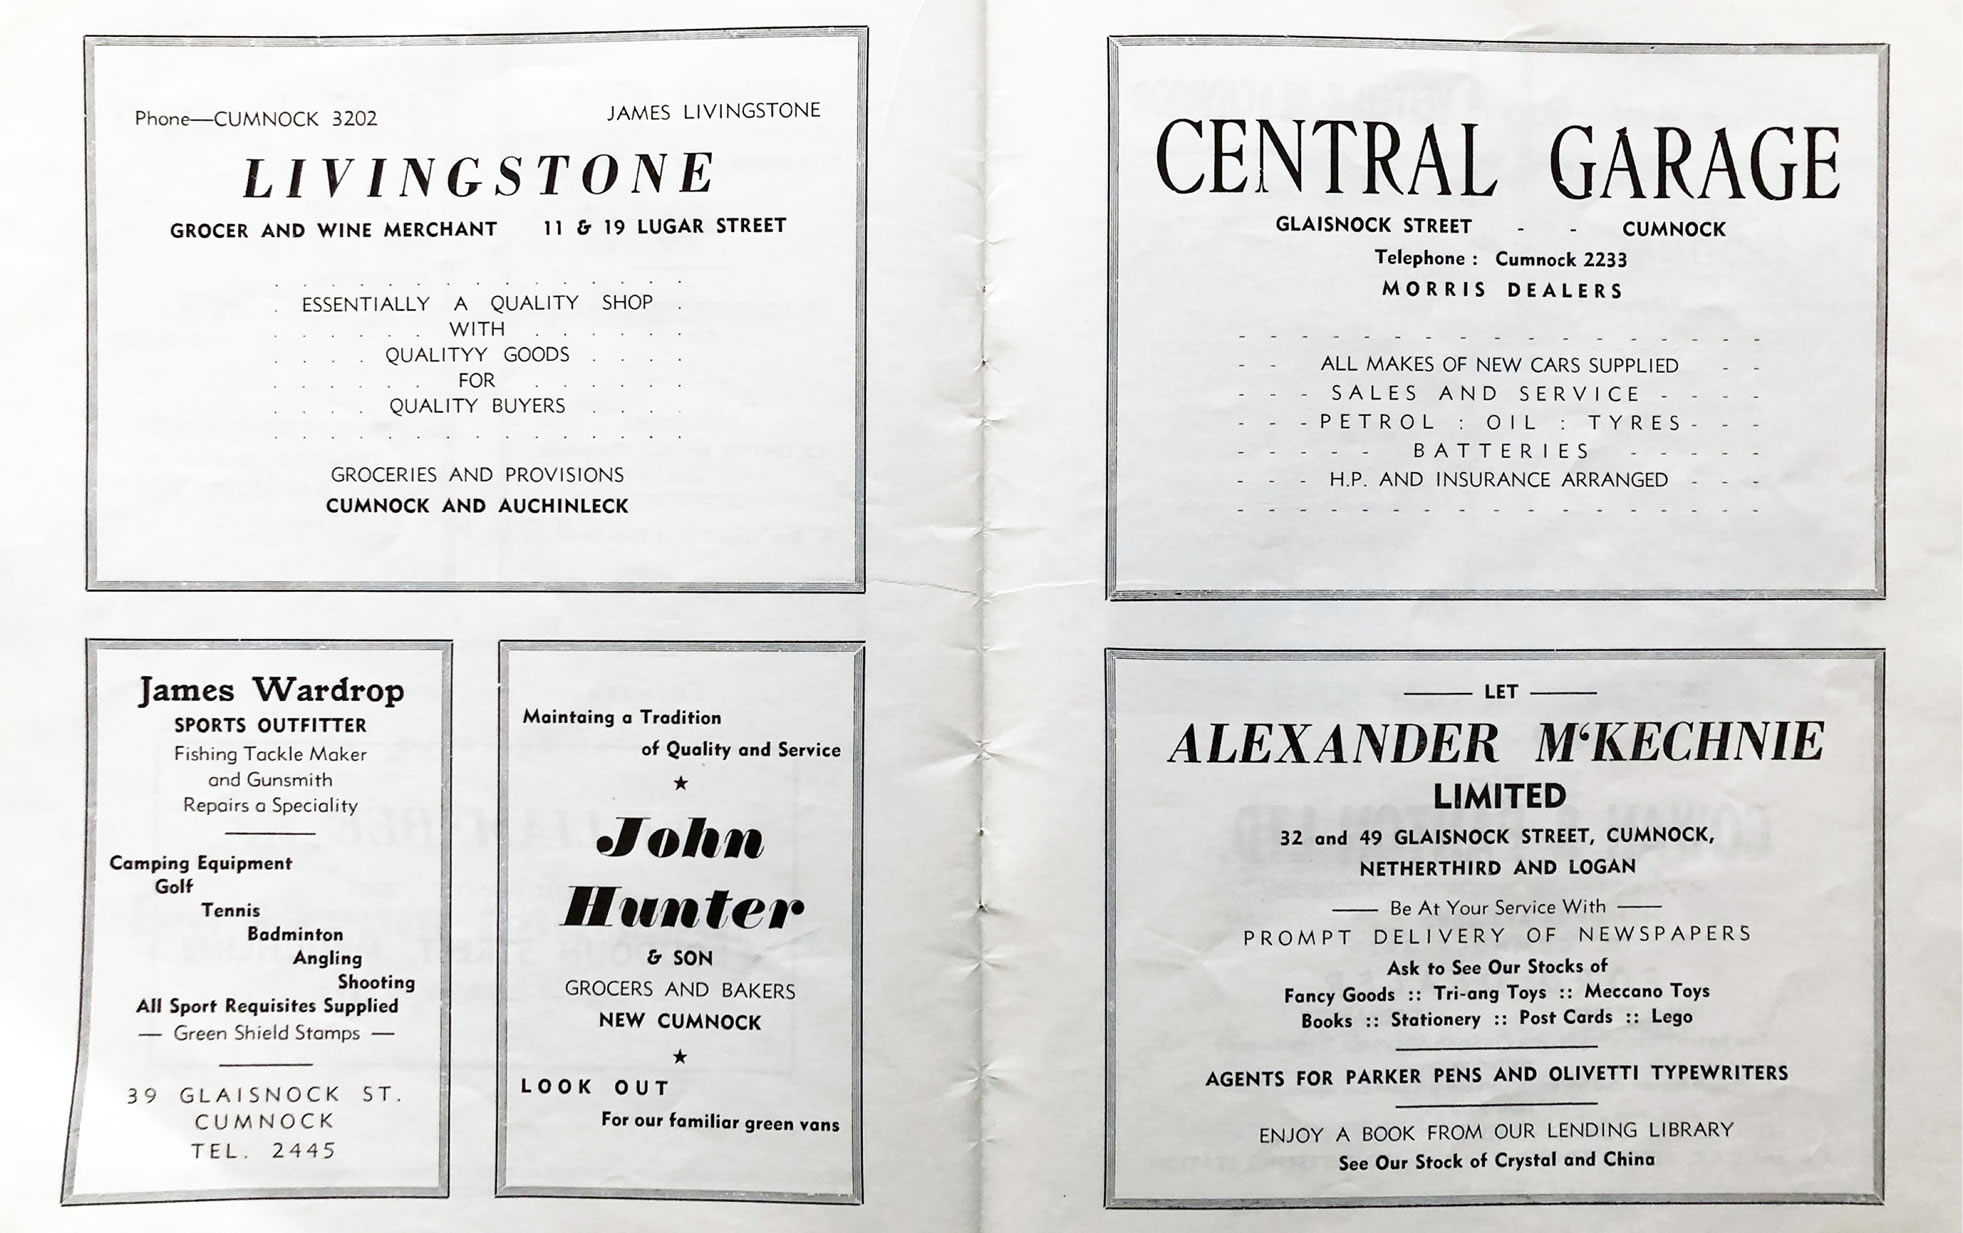 Phone—CUMNOCK 3202 JAMES LIVINGSTONE
LIVINGSTONE
GROCER AND WINE MERCHANT 11 & 19 LUGAR STREET
ESSENTIALLY A QUALITY SHOP
WITH
QUALITYY GOODS
FOR
QUALITY BUYERS
GROCERIES AND PROVISIONS
CUMNOCK AND AUCHINLECK
James Wardrop
SPORTS OUTFITTER
Fishing Tackle Maker
and Gunsmith
Repairs a Speciality
Camping Equipment
Golf
Tennis
Badminton
Angling
Shooting
All Sport Requisites Supplied
— Green Shield Stamps —
39 GLAISNOCK ST.
CUMNOCK
TEL. 2445
Maintaing a Tradition
of Quality and Service
★
John
Hunter
& SON
GROCERS AND BAKERS
NEW CUMNOCK
★
LOOK OUT
For our familiar green vans
CENTRAL GARAGE
GLAISNOCK STREET - - CUMNOCK
Telephone : Cumnock 2233
MORRIS DEALERS
ALL MAKES OF NEW CARS SUPPLIED
SALES AND SERVICE
PETROL : OIL : TYRES
BATTERIES
H.P. AND INSURANCE ARRANGED
LET
ALEXANDER M‘KECHNIE
LIMITED
32 and 49 GLAISNOCK STREET, CUMNOCK,
NETHERTHIRD AND LOGAN
Be At Your Service With
PROMPT DELIVERY OF NEWSPAPERS
Ask to See Our Stocks of
Fancy Goods :: Tri-ang Toys :: Meccano Toys
Books :: Stationery :: Post Cards :: Lego
AGENTS FOR PARKER PENS AND OLIVETTI TYPEWRITERS
ENJOY A BOOK FROM OUR LENDING LIBRARY
See Our Stock of Crystal and China